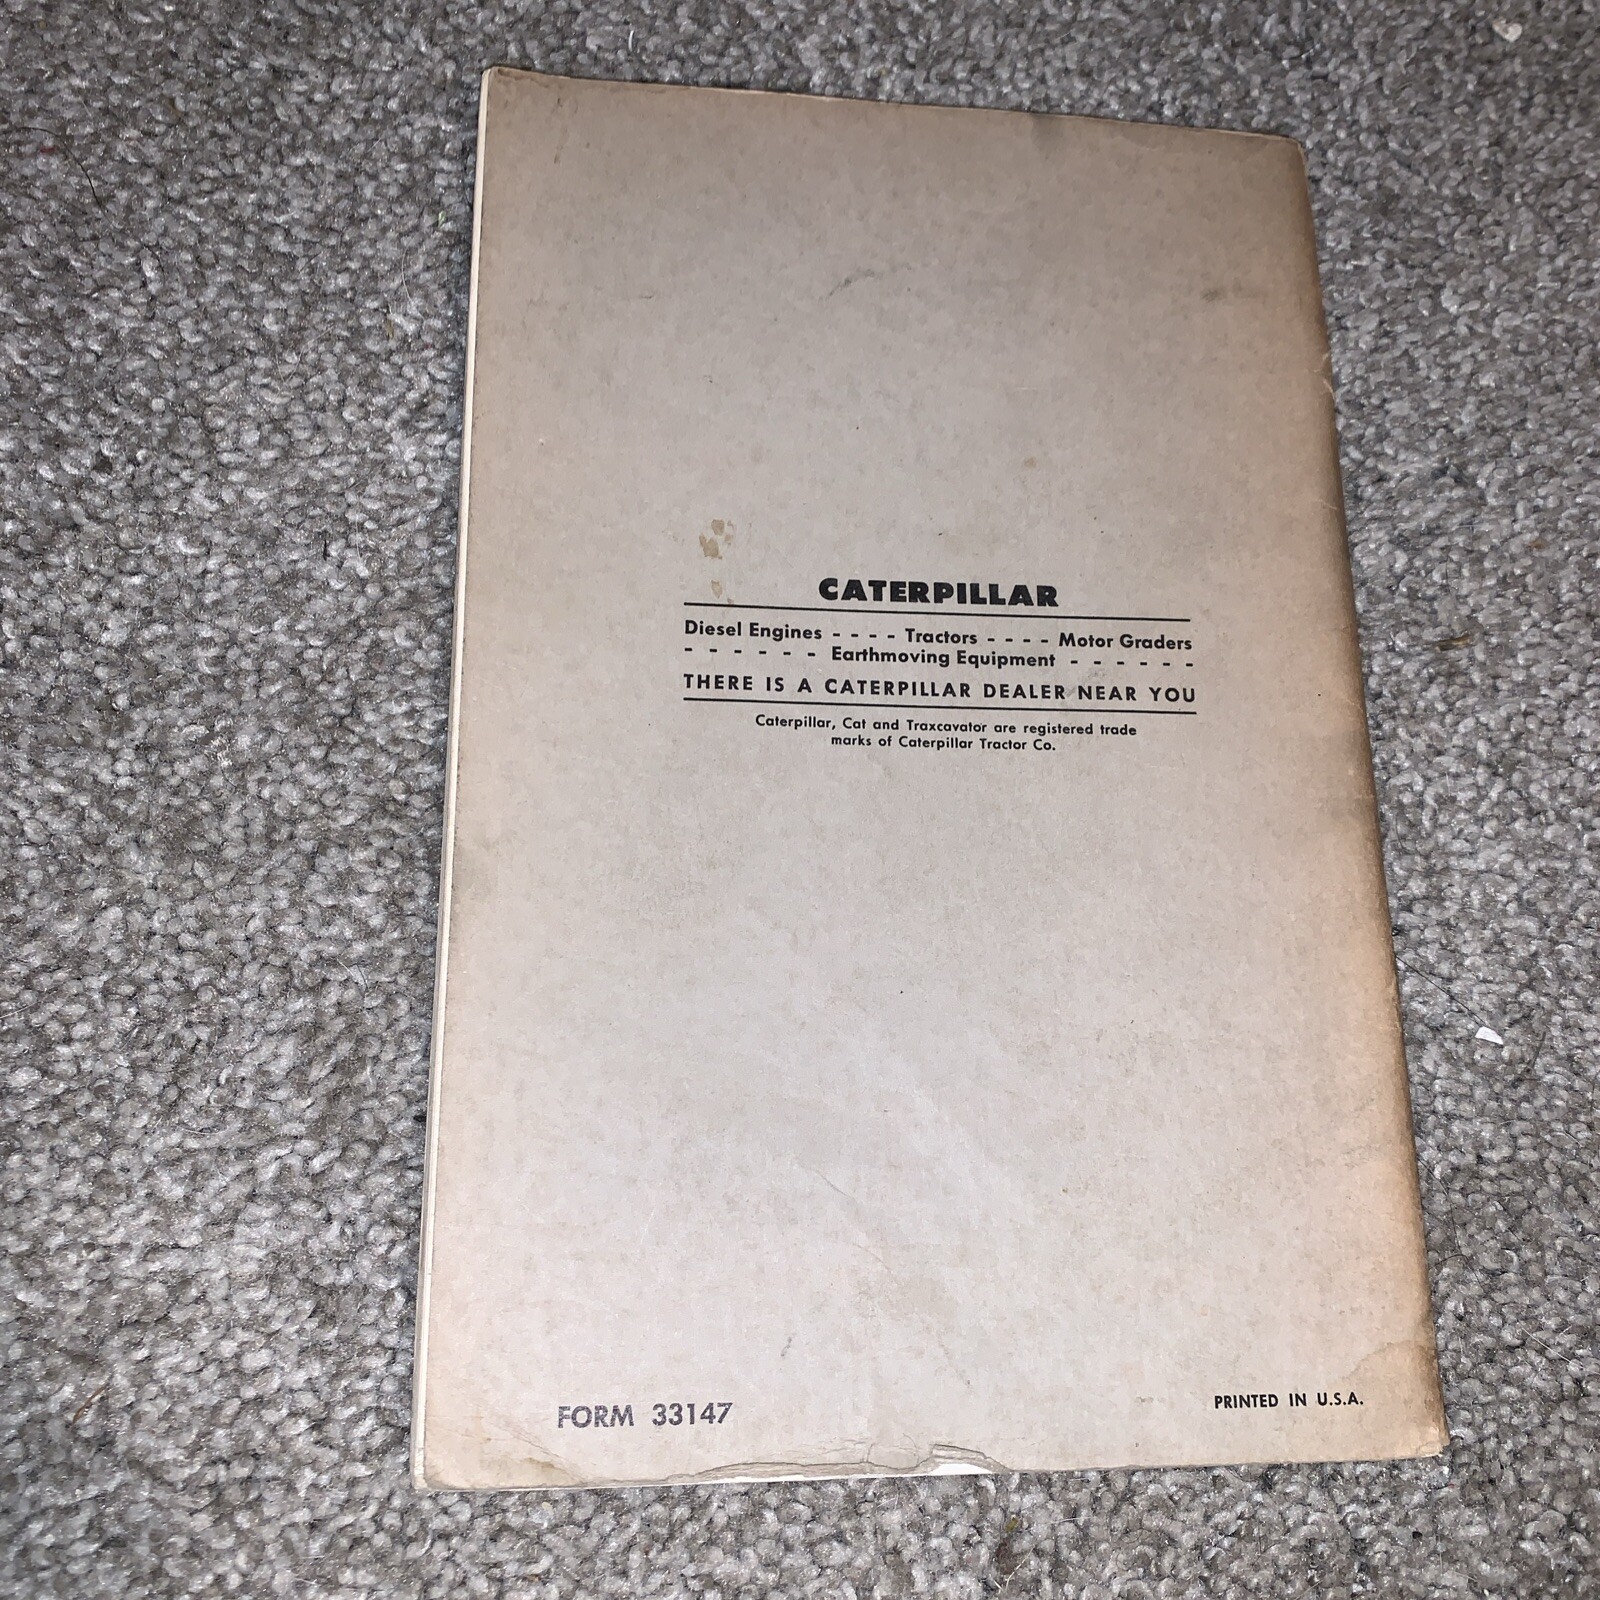 CATERPILLAR
Diesel Engines - - - - Tractors - - - - Motor Graders
- - - - - - Earthmoving Equipment - - - - - -
THERE IS A CATERPILLAR DEALER NEAR YOU
Caterpillar, Cat and Traxcavator are registered trade
marks of Caterpillar Tractor Co.
FORM 33147
PRINTED IN U.S.A.